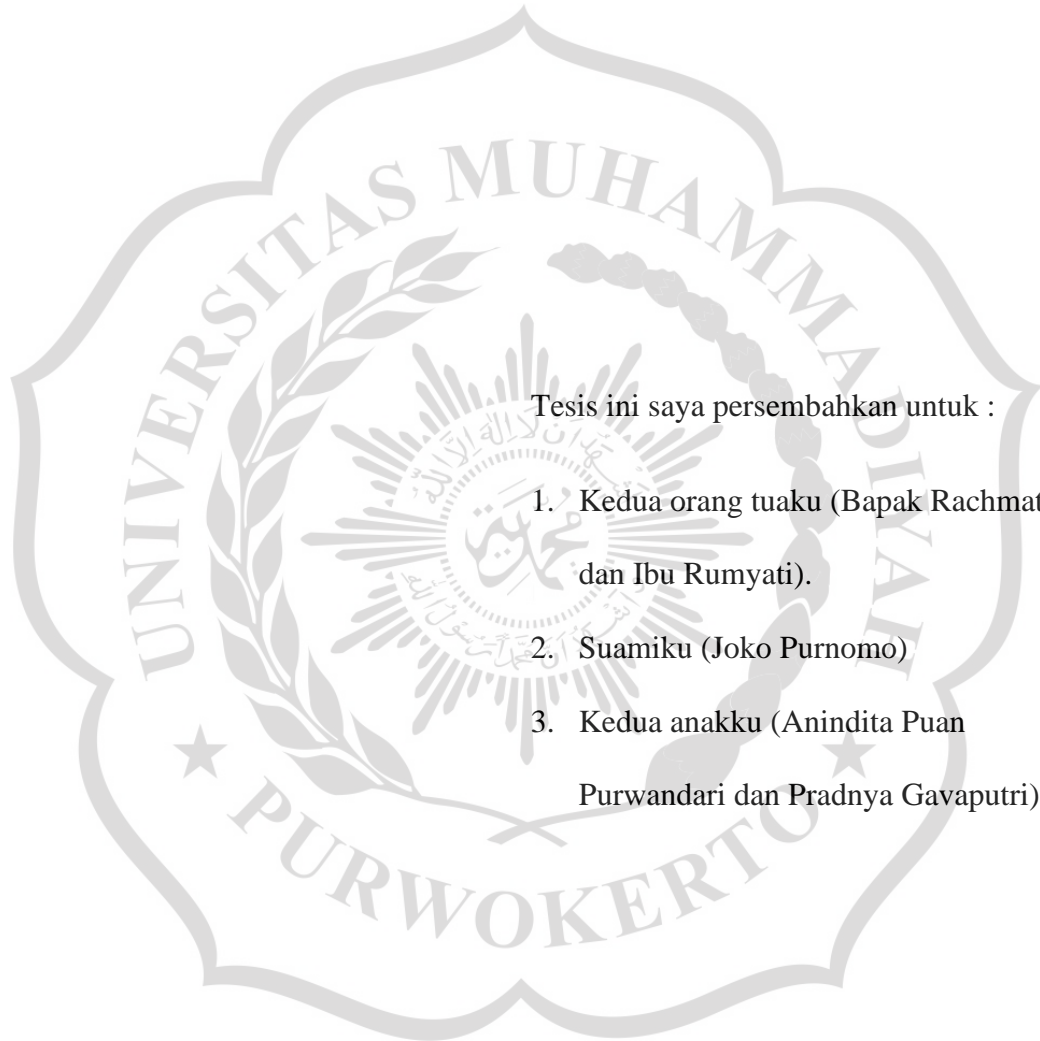 UNIVERSITAS MUHAMMADIYAH
PURWOKERTO
Tesis ini saya persembahkan untuk :
1. Kedua orang tuaku (Bapak Rachmat
dan Ibu Rumyati).
2. Suamiku (Joko Purnomo)
3. Kedua anakku (Anindita Puan
Purwandari dan Pradnya Gavaputri)